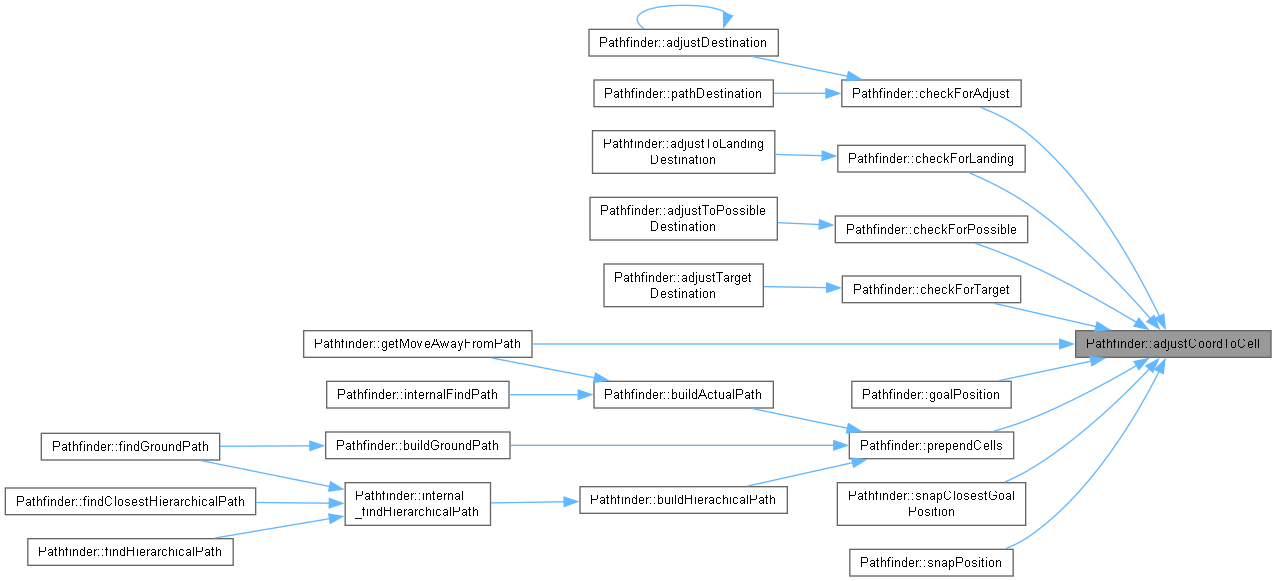 Pathfinder::adjustDestination
Pathfinder::pathDestination
Pathfinder::checkForAdjust
Pathfinder::adjustToLanding
Destination
Pathfinder::checkForLanding
Pathfinder::adjustToPossible
Destination
Pathfinder::checkForPossible
Pathfinder::adjustTarget
Destination
Pathfinder::checkForTarget
Pathfinder::getMoveAwayFromPath
Pathfinder::adjustCoordToCell
Pathfinder::internalFindPath
Pathfinder::buildActualPath
Pathfinder::goalPosition
Pathfinder::findGroundPath
Pathfinder::buildGroundPath
Pathfinder::prependCells
Pathfinder::findClosestHierarchicalPath
Pathfinder::internal
_findHierarchicalPath
Pathfinder::buildHierachicalPath
Pathfinder::snapClosestGoal
Position
Pathfinder::findHierarchicalPath
Pathfinder::snapPosition